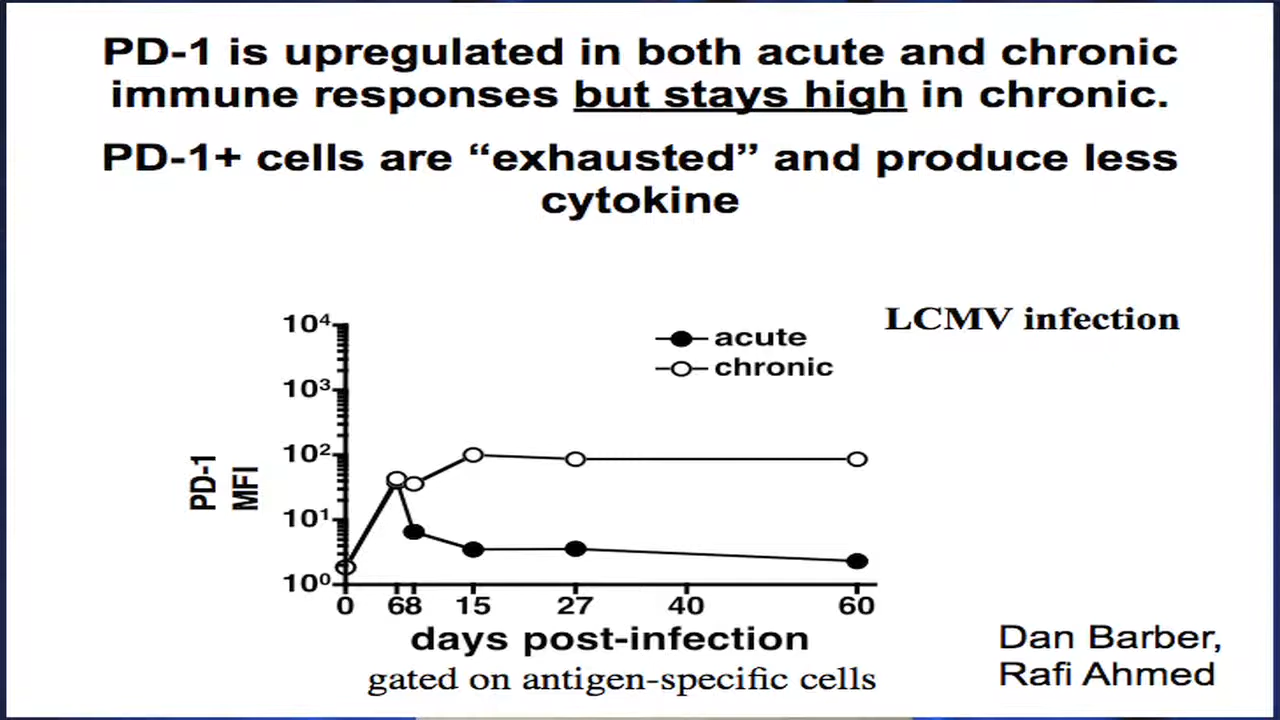 PD-1 is upregulated in both acute and chronic
immune responses but stays high in chronic.
PD-1+ cells are “exhausted” and produce less
cytokine
LCMV infection
acute
chronic
10⁴
10³
10²
10¹
10⁰
PD-1
MFI
0 6 8 15 27 40 60
days post-infection
gated on antigen-specific cells
Dan Barber,
Rafi Ahmed